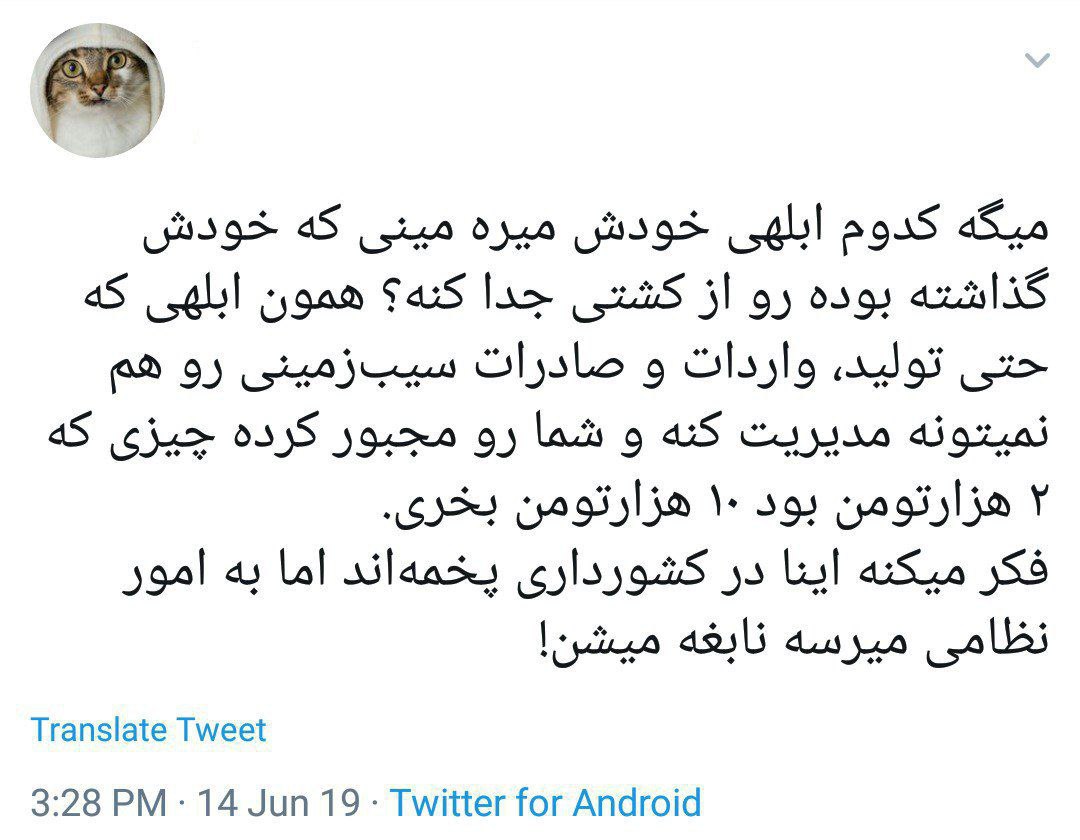 میگه کدوم ابلهی خودش میره مینی که خودش
گذاشته بوده رو از کشتی جدا کنه؟ همون ابلهی که
حتی تولید، واردات و صادرات سیب‌زمینی رو هم
نمیتونه مدیریت کنه و شما رو مجبور کرده چیزی که
۲ هزارتومن بود ۱۰ هزارتومن بخری.
فکر میکنه اینا در کشورداری پخمه‌اند اما به امور
نظامی میرسه نابغه میشن!
Translate Tweet
3:28 PM · 14 Jun 19 · Twitter for Android